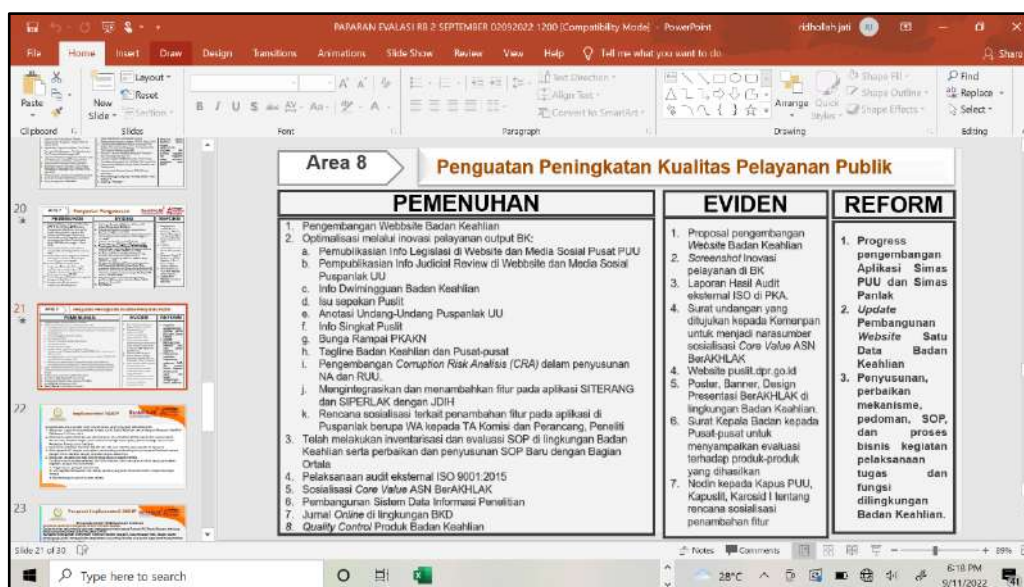 PAPARAN EVALASI RB 2 SEPTEMBER 02092022 1200 [Compatibility Mode] - PowerPoint
ridhollah jati
File Home Insert Draw Design Transitions Animations Slide Show Review View Help Tell me what you want to do
Share
Paste
New Slide
Layout
Reset
Section
Text Direction
Align Text
Convert to SmartArt
Arrange
Quick Styles
Shape Fill
Shape Outline
Shape Effects
Find
Replace
Select
Clipboard
Slides
Font
Paragraph
Drawing
Editing
20
21
22
23
Area 8
Penguatan Peningkatan Kualitas Pelayanan Publik
PEMENUHAN
1. Pengembangan Webbsite Badan Keahlian
2. Optimalisasi melalui inovasi pelayanan output BK:
a. Pemublikasian Info Legislasi di Website dan Media Sosial Pusat PUU
b. Pempublikasian Info Judicial Review di Webbsite dan Media Sosial
Puspanlak UU
c. Info Dwimingguan Badan Keahlian
d. Isu sepekan Puslit
e. Anotasi Undang-Undang Puspanlak UU
f. Info Singkat Puslit
g. Bunga Rampai PKAKN
h. Tagline Badan Keahlian dan Pusat-pusat
i. Pengembangan Corruption Risk Analisis (CRA) dalam penyusunan
NA dan RUU.
j. Mengintegrasikan dan menambahkan fitur pada aplikasi SITERANG
dan SIPERLAK dengan JDIH
k. Rencana sosialisasi terkait penambahan fitur pada aplikasi di
Puspanlak berupa WA kepada TA Komisi dan Perancang, Peneliti
3. Telah melakukan inventarisasi dan evaluasi SOP di lingkungan Badan
Keahlian serta perbaikan dan penyusunan SOP Baru dengan Bagian
Ortala
4. Pelaksanaan audit eksternal ISO 9001:2015
5. Sosialisasi Core Value ASN BerAKHLAK
6. Pembangunan Sistem Data Informasi Penelitian
7. Jurnal Online di lingkungan BKD
8. Quality Control Produk Badan Keahlian
EVIDEN
1. Proposal pengembangan
Website Badan Keahlian
2. Screenshot Inovasi
pelayanan di BK
3. Laporan Hasil Audit
eksternal ISO di PKA.
4. Surat undangan yang
ditujukan kepada Kemenpan
untuk menjadi narasumber
sosialisasi Core Value ASN
BerAKHLAK
4. Website puslit.dpr.go.id
5. Poster, Banner, Design
Presentasi BerAKHLAK di
lingkungan Badan Keahlian.
6. Surat Kepala Badan kepada
Pusat-pusat untuk
menyampaikan evaluasi
terhadap produk-produk
yang dihasilkan
7. Nodin kepada Kapus PUU,
Kapuslit, Karosid I tentang
rencana sosialisasi
penambahan fitur
REFORM
1. Progress
pengembangan
Aplikasi Simas
PUU dan Simas
Panlak
2. Update
Pembangunan
Website Satu
Data Badan
Keahlian
3. Penyusunan,
perbaikan
mekanisme,
pedoman, SOP,
dan proses
bisnis kegiatan
pelaksanaan
tugas dan
fungsi
dilingkungan
Badan Keahlian.
Slide 21 of 30
Notes
Comments
89%
Type here to search
28°C
6:18 PM
9/11/2022